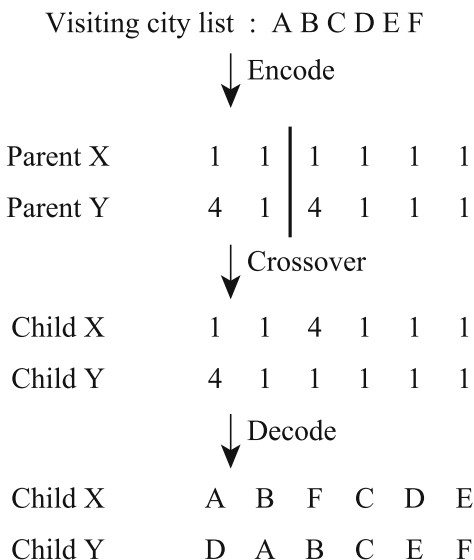 Visiting city list : A B C D E F
Encode
Parent X 1 1 1 1 1 1
Parent Y 4 1 4 1 1 1
Crossover
Child X 1 1 4 1 1 1
Child Y 4 1 1 1 1 1
Decode
Child X A B F C D E
Child Y D A B C E F